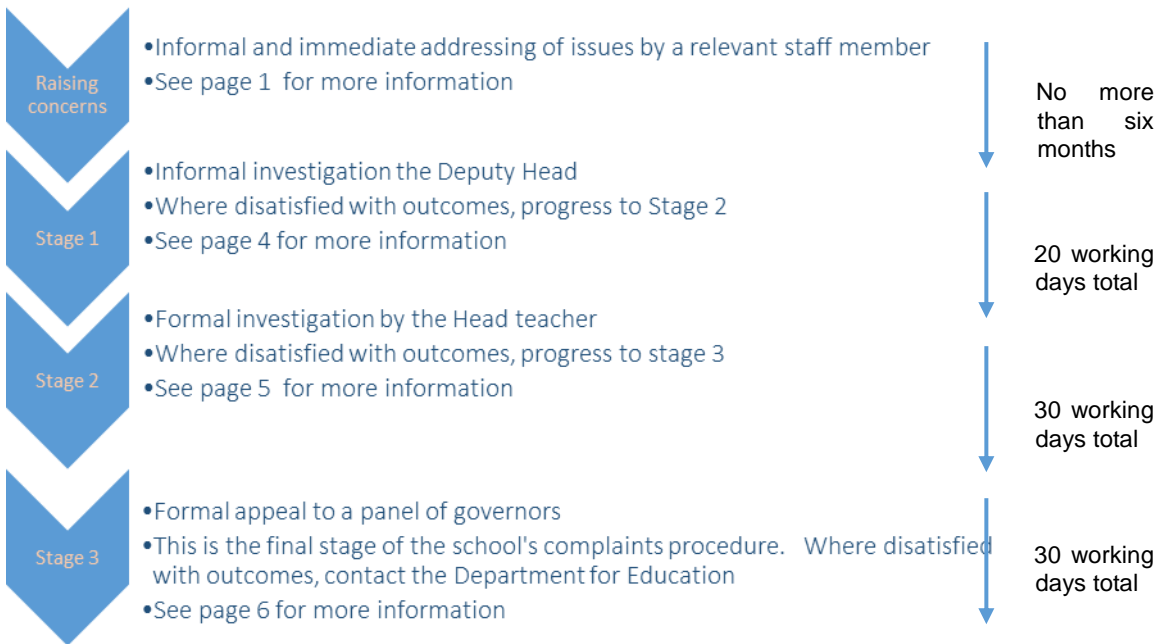 Raising
concerns
•Informal and immediate addressing of issues by a relevant staff member
•See page 1 for more information
No more
than six
months
Stage 1
•Informal investigation the Deputy Head
•Where disatisfied with outcomes, progress to Stage 2
•See page 4 for more information
20 working
days total
Stage 2
•Formal investigation by the Head teacher
•Where disatisfied with outcomes, progress to stage 3
•See page 5 for more information
30 working
days total
Stage 3
•Formal appeal to a panel of governors
•This is the final stage of the school's complaints procedure. Where disatisfied
with outcomes, contact the Department for Education
•See page 6 for more information
30 working
days total